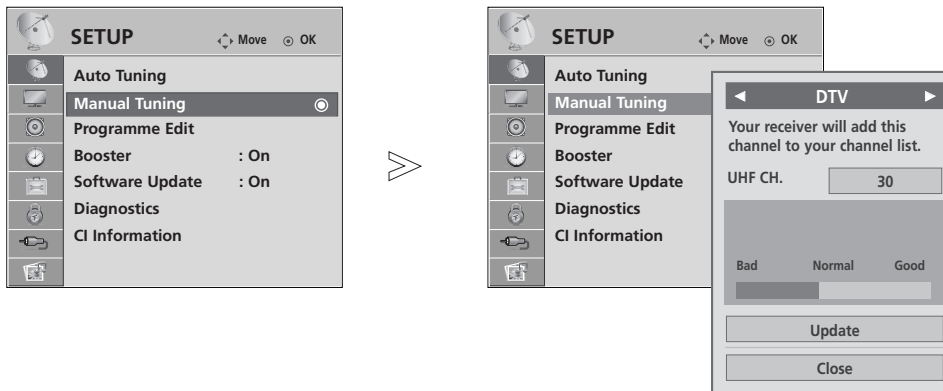 SETUP Move OK
Auto Tuning
Manual Tuning
Programme Edit
Booster : On
Software Update : On
Diagnostics
CI Information
SETUP Move OK
Auto Tuning
Manual Tuning
Programme Edit
Booster
Software Update
Diagnostics
CI Information
DTV
Your receiver will add this
channel to your channel list.
UHF CH. 30
Bad Normal Good
Update
Close